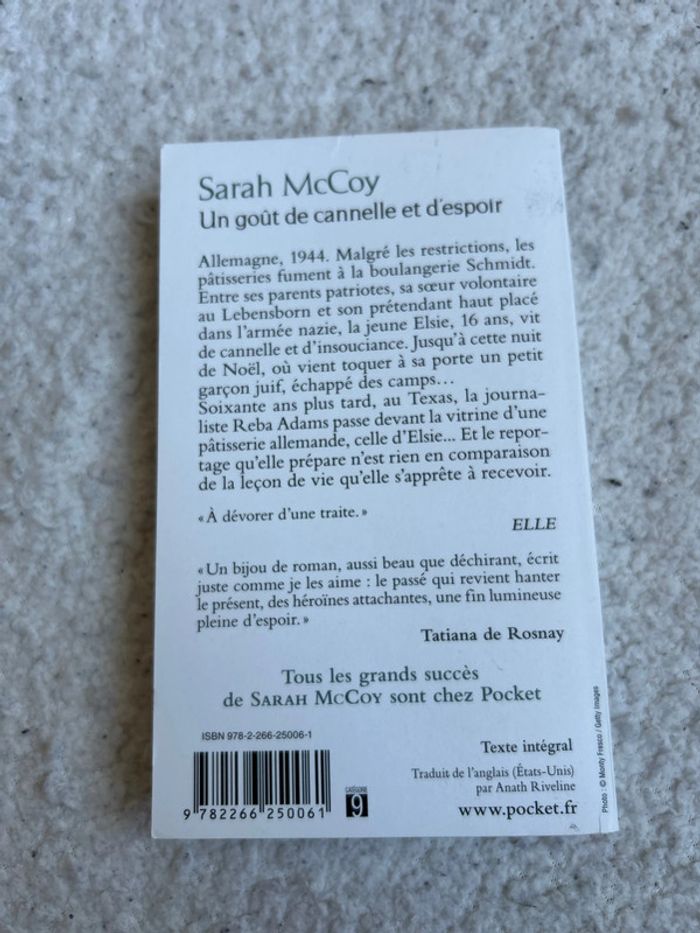 Sarah McCoy
Un goût de cannelle et d'espoir
Allemagne, 1944. Malgré les restrictions, les
pâtisseries fument à la boulangerie Schmidt.
Entre ses parents patriotes, sa sœur volontaire
au Lebensborn et son prétendant haut placé
dans l'armée nazie, la jeune Elsie, 16 ans, vit
de cannelle et d'insouciance. Jusqu'à cette nuit
de Noël, où vient toquer à sa porte un petit
garçon juif, échappé des camps…
Soixante ans plus tard, au Texas, la journa-
liste Reba Adams passe devant la vitrine d'une
pâtisserie allemande, celle d'Elsie... Et le repor-
tage qu'elle prépare n'est rien en comparaison
de la leçon de vie qu'elle s'apprête à recevoir.
« À dévorer d'une traite. »
ELLE
« Un bijou de roman, aussi beau que déchirant, écrit
juste comme je les aime : le passé qui revient hanter
le présent, des héroïnes attachantes, une fin lumineuse
pleine d'espoir. »
Tatiana de Rosnay
Tous les grands succès
de SARAH MCCOY sont chez Pocket
ISBN 978-2-266-25006-1
9 782266 250061
CATÉGORIE
9
Texte intégral
Traduit de l'anglais (États-Unis)
par Anath Riveline
www.pocket.fr
Photo : © Monty Fresco / Getty Images